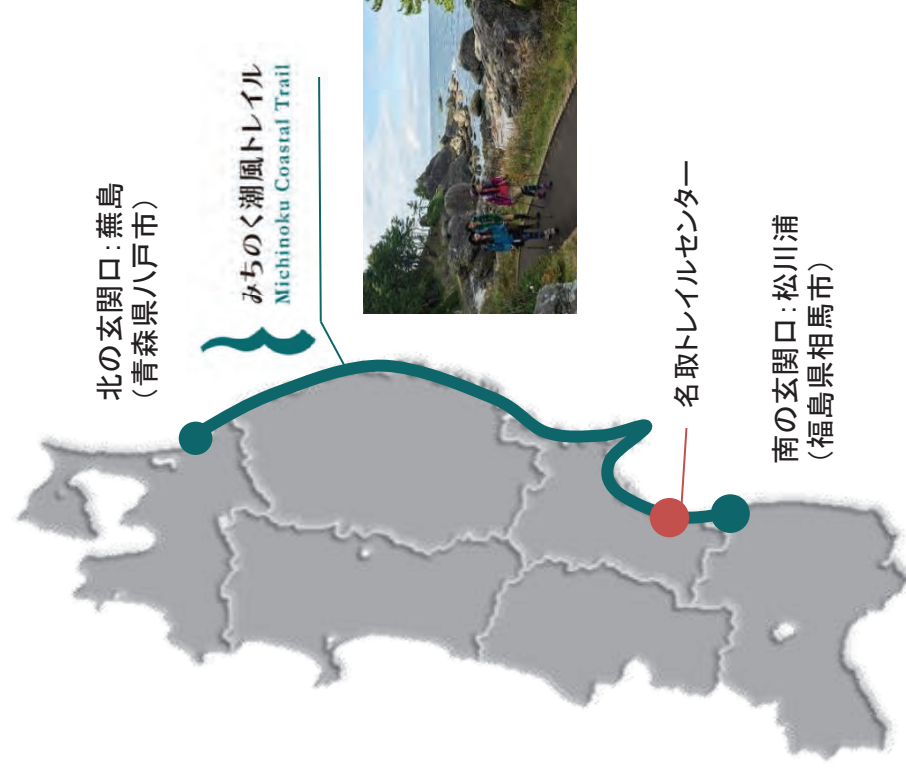 北の玄関口：蕪島
（青森県八戸市）
みちのく潮風トレイル
Michinoku Coastal Trail
名取トレイルセンター
南の玄関口：松川浦
（福島県相馬市）